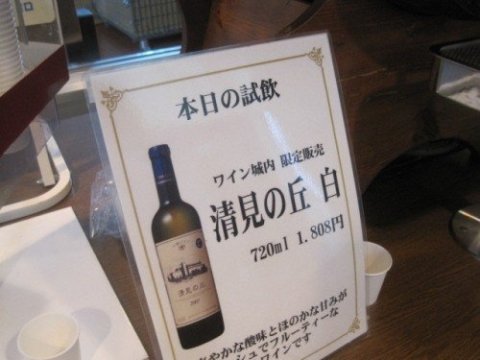 本日の試飲
ワイン城内 限定販売
清見の丘 白
720ml 1.808円
清見の丘
やかな酸味とほのかな甘みが
シュでフルーティーな
ワインです